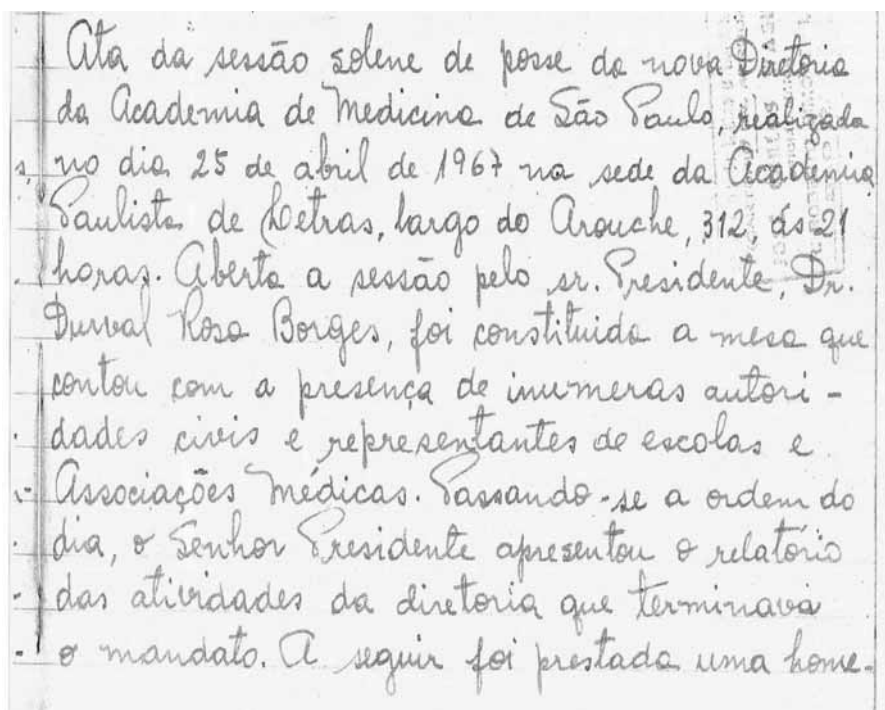 Ata da sessão solene de posse da nova Diretoria
da Academia de Medicina de São Paulo, realizada
no dia 25 de abril de 1967 na sede da Academia
Paulista de Letras, largo do Arouche, 312, ás 21
horas. Aberta a sessão pelo sr. Presidente, Dr.
Durval Rosa Borges, foi constituida a mesa que
contou com a presença de inumeras autori-
dades civis e representantes de escolas e
Associações Médicas. Passando-se a ordem do
dia, o Senhor Presidente apresentou o relatório
das atividades da diretoria que terminava
o mandato. A seguir foi prestada uma home-